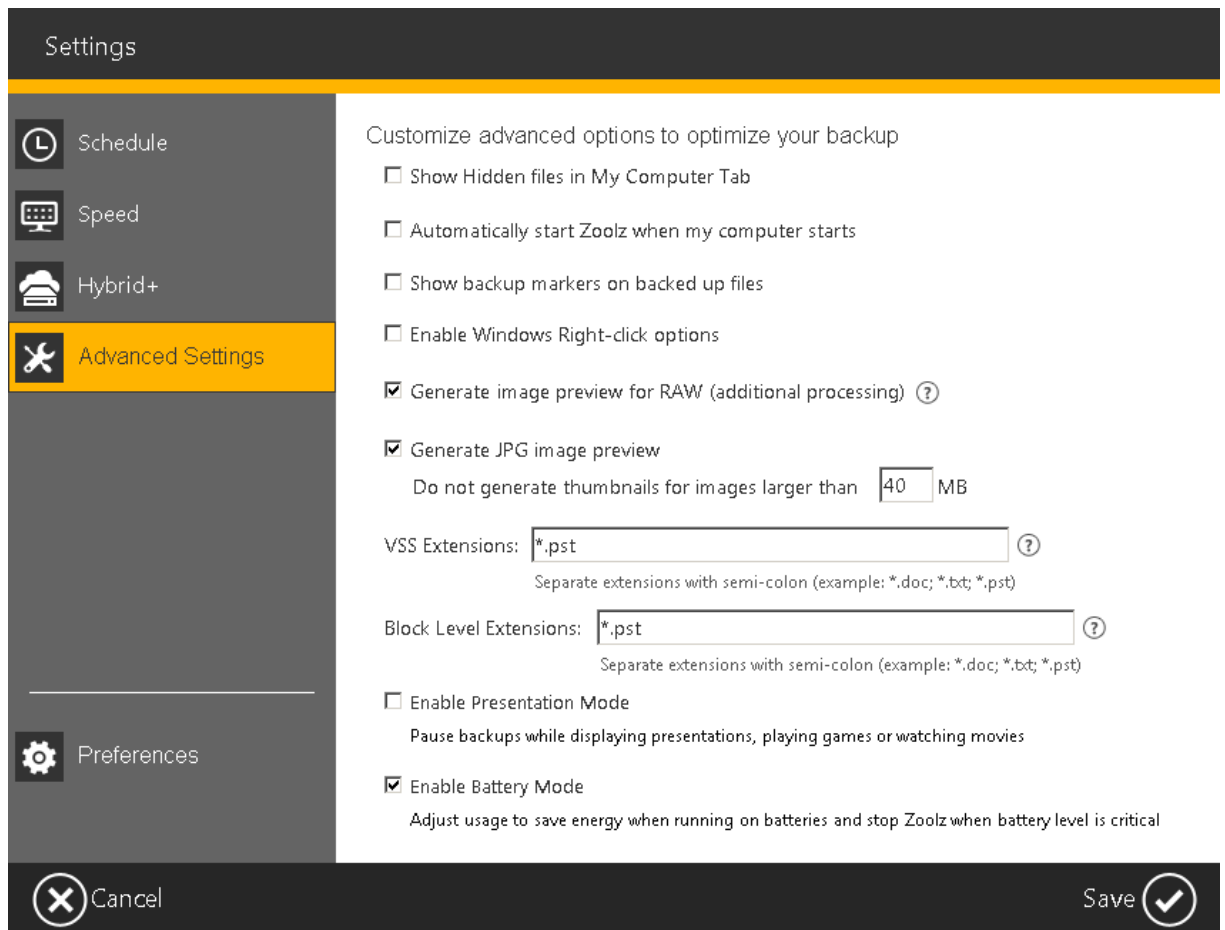 Settings
Schedule
Speed
Hybrid+
Advanced Settings
Preferences
Customize advanced options to optimize your backup
Show Hidden files in My Computer Tab
Automatically start Zoolz when my computer starts
Show backup markers on backed up files
Enable Windows Right-click options
Generate image preview for RAW (additional processing) ?
Generate JPG image preview
Do not generate thumbnails for images larger than 40 MB
VSS Extensions: *.pst ?
Separate extensions with semi-colon (example: *.doc; *.txt; *.pst)
Block Level Extensions: *.pst ?
Separate extensions with semi-colon (example: *.doc; *.txt; *.pst)
Enable Presentation Mode
Pause backups while displaying presentations, playing games or watching movies
Enable Battery Mode
Adjust usage to save energy when running on batteries and stop Zoolz when battery level is critical
Cancel
Save